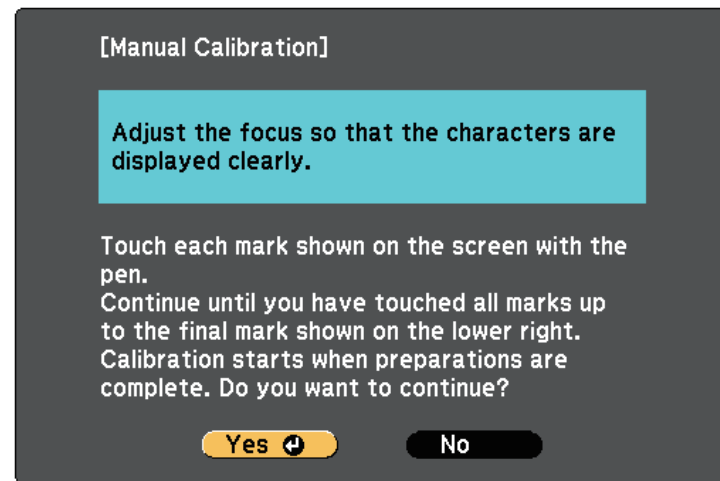 [Manual Calibration]
Adjust the focus so that the characters are
displayed clearly.
Touch each mark shown on the screen with the
pen.
Continue until you have touched all marks up
to the final mark shown on the lower right.
Calibration starts when preparations are
complete. Do you want to continue?
Yes No